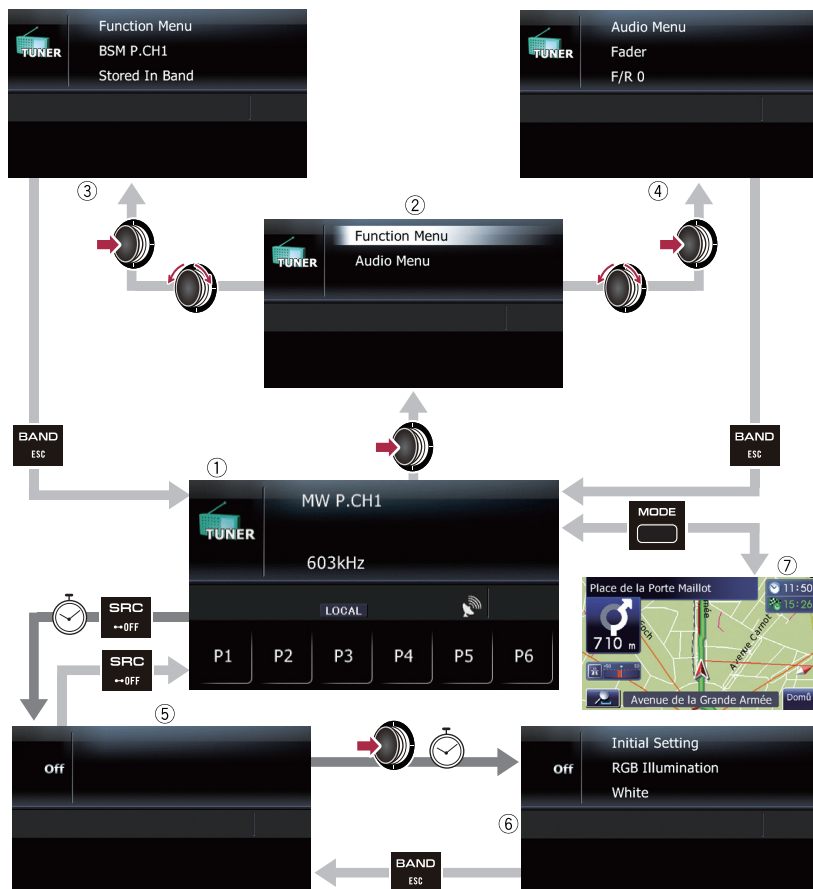 Function Menu
TUNER
BSM P.CH1
Stored In Band
Audio Menu
TUNER
Fader
F/R 0
③
②
④
Function Menu
TUNER
Audio Menu
BAND
ESC
BAND
ESC
①
MW P.CH1
TUNER
603kHz
LOCAL
P1 P2 P3 P4 P5 P6
MODE
⑦
Place de la Porte Maillot
11:50
15:26
710 m
Avenue Carnot
Avenue de la Grande Armée
Domů
SRC
OFF
SRC
OFF
⑤
Off
Initial Setting
Off
RGB Illumination
White
⑥
BAND
ESC